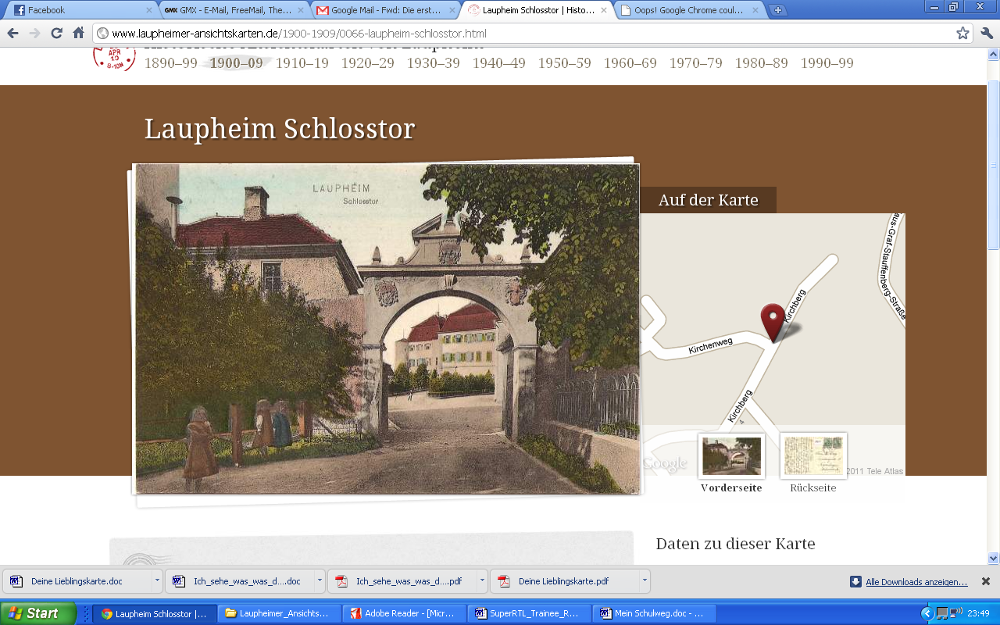 Facebook
GMX - E-Mail, FreeMail, The...
Google Mail - Fwd: Die erst...
Laupheim Schlosstor | Histo...
Oops! Google Chrome coul...
www.laupheimer-ansichtskarten.de/1900-1909/0066-laupheim-schlosstor.html
APR
8-10N
1890–99 1900–09 1910–19 1920–29 1930–39 1940–49 1950–59 1960–69 1970–79 1980–89 1990–99
Laupheim Schlosstor
LAUPHEIM
Schlosstor
Auf der Karte
aus-Graf-Stauffenberg-Straße
Kirchberg
Kirchenweg
Kirchberg
4
Google
2011 Tele Atlas
Vorderseite
Rückseite
Daten zu dieser Karte
Deine Lieblingskarte.doc
Ich_sehe_was_was_d....doc
Ich_sehe_was_was_d....pdf
Deine Lieblingskarte.pdf
Alle Downloads anzeigen...
Start
Laupheim Schlosstor |...
Laupheimer_Ansichts...
Adobe Reader - [Micr...
SuperRTL_Trainee_R...
Mein Schulweg.doc - ...
23:49